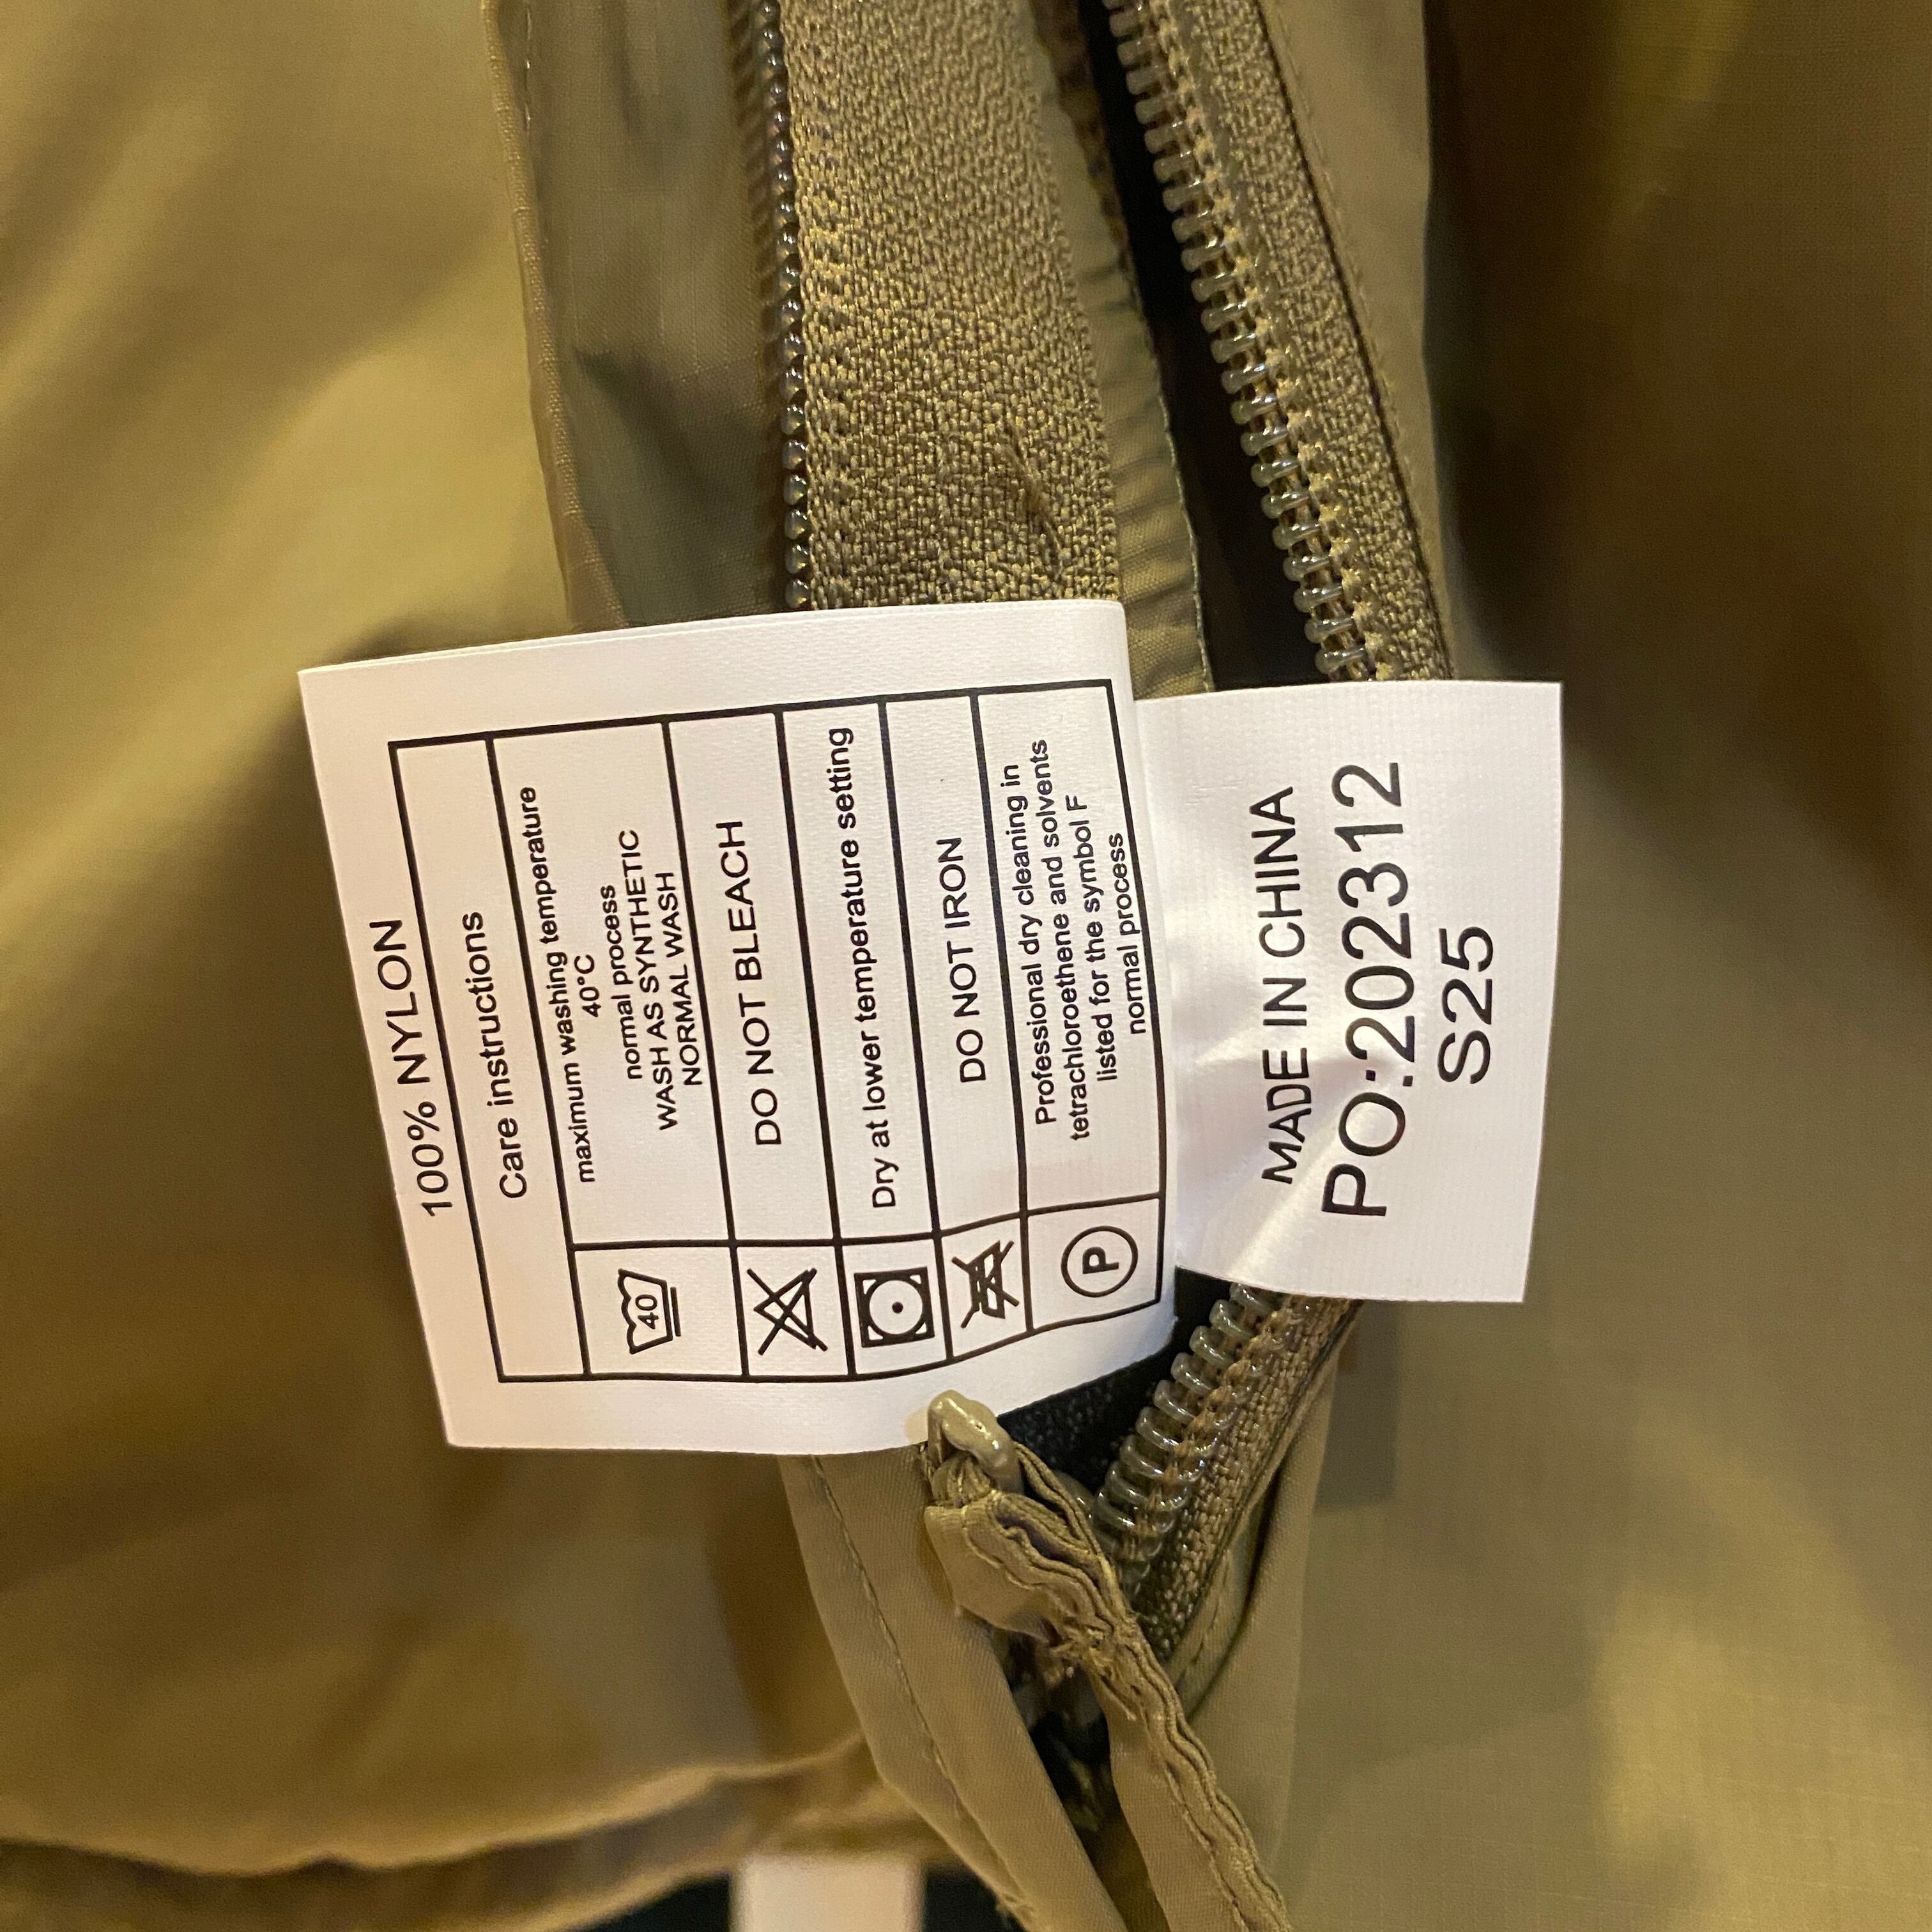 100% NYLON
Care instructions
40
maximum washing temperature
40°C
normal process
WASH AS SYNTHETIC
NORMAL WASH
DO NOT BLEACH
Dry at lower temperature setting
DO NOT IRON
P
Professional dry cleaning in
tetrachloroethene and solvents
listed for the symbol F
normal process
MADE IN CHINA
PO:202312
S25